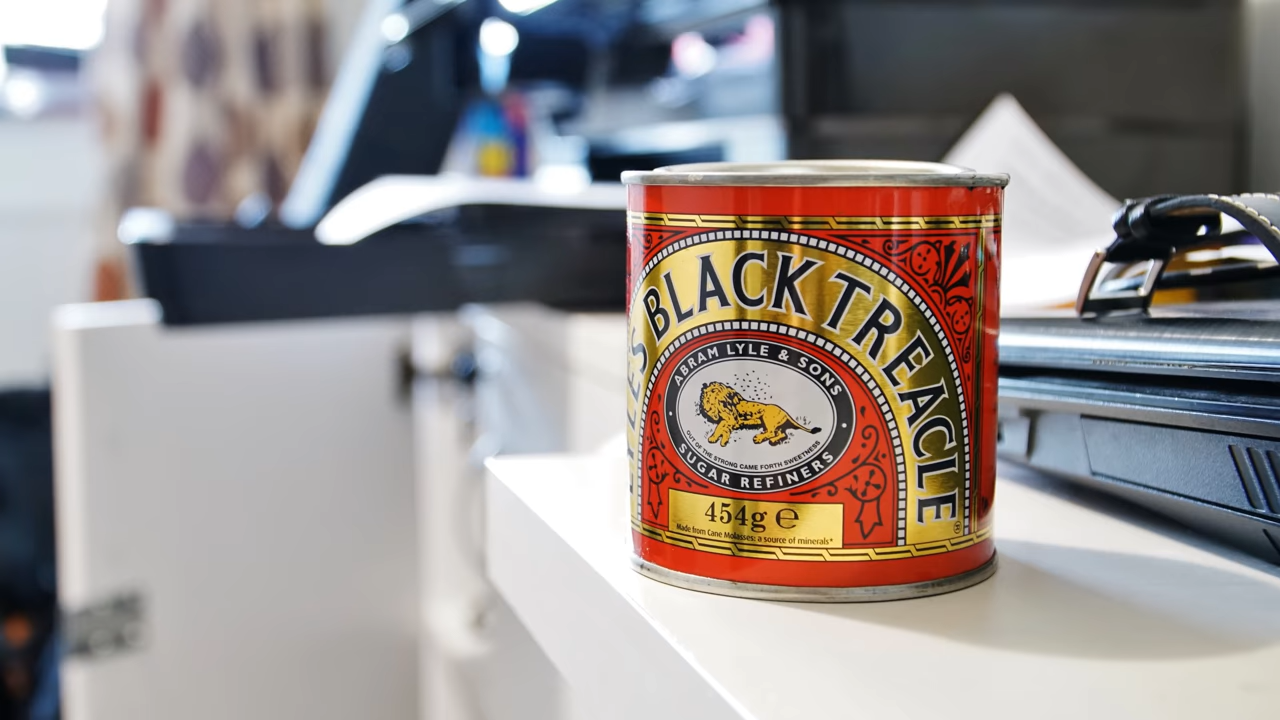 LYLE'S BLACK TREACLE
ABRAM LYLE & SONS
OUT OF THE STRONG CAME FORTH SWEETNESS
SUGAR REFINERS
454g ℮
Made from Cane Molasses: a source of minerals*
®